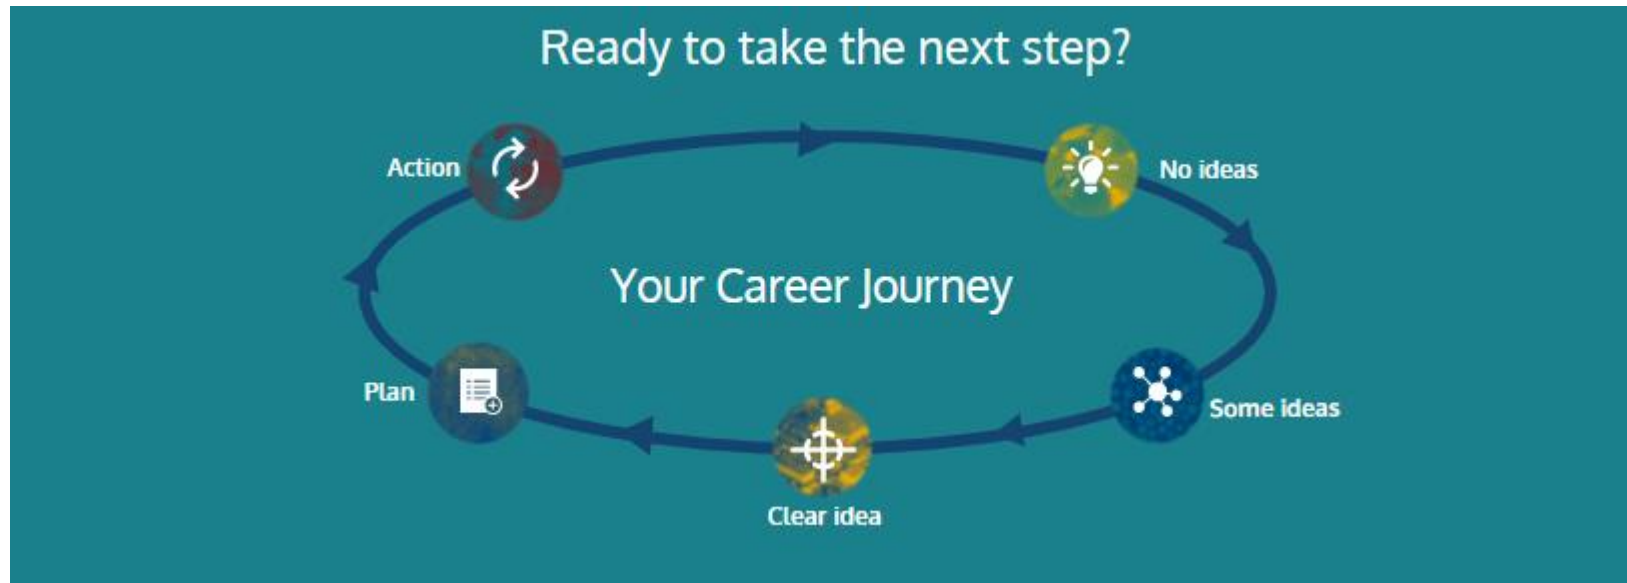 Ready to take the next step?
Action
No ideas
Your Career Journey
Plan
Some ideas
Clear idea